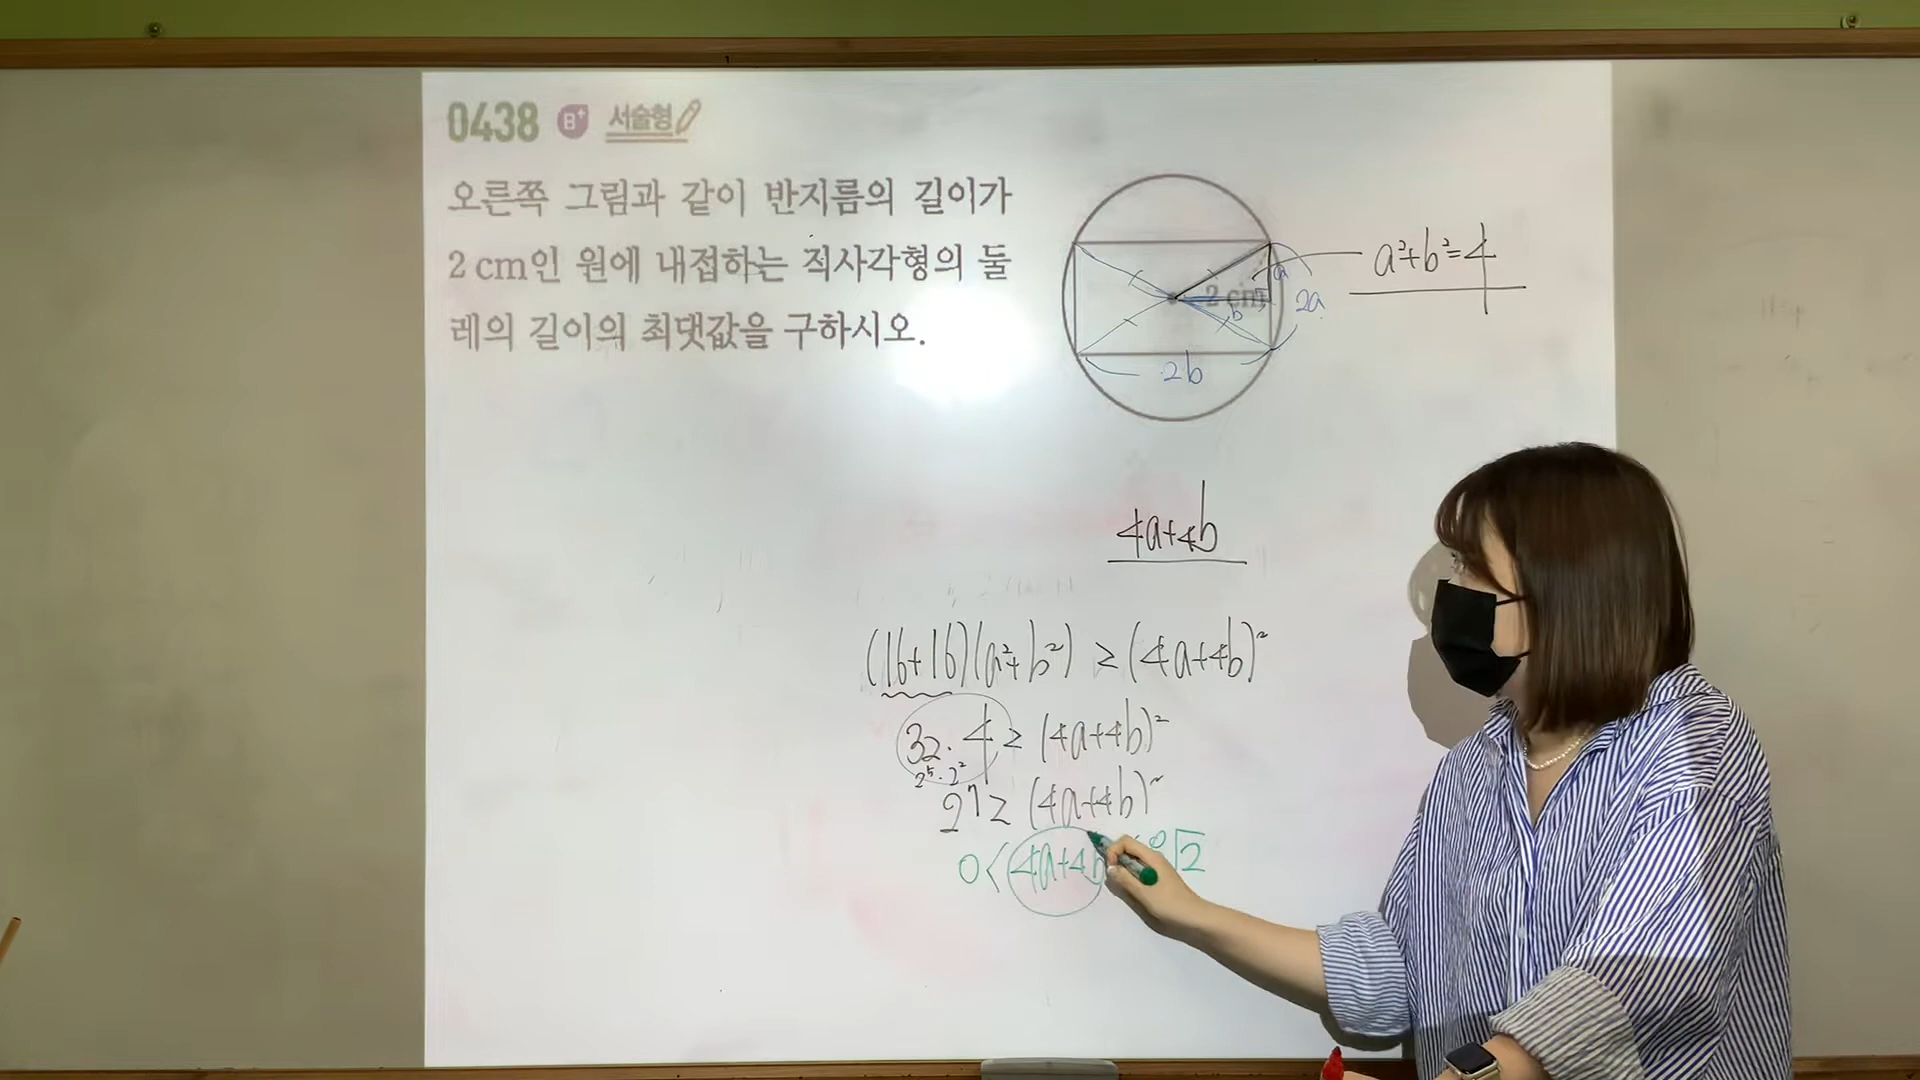 0438 B+ 서술형
오른쪽 그림과 같이 반지름의 길이가
2 cm인 원에 내접하는 직사각형의 둘
레의 길이의 최댓값을 구하시오.
2 cm
a
b
2a
2b
a²+b²=4
4a+4b
(16+16)(a²+b²) ≥ (4a+4b)²
32·4 ≥ (4a+4b)²
2⁵·2²
2⁷ ≥ (4a+4b)²
0 < 4a+4b √2